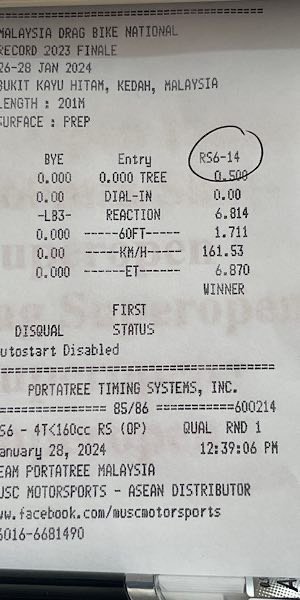 ==============================
MALAYSIA DRAG BIKE NATIONAL
RECORD 2023 FINALE
26-28 JAN 2024
BUKIT KAYU HITAM, KEDAH, MALAYSIA
LENGTH : 201M
SURFACE : PREP
BYE Entry RS6-14
0.000 0.000 TREE 0.500
0.00 DIAL-IN 0.00
-LB3- REACTION 6.814
0.000 ------60FT------ 1.711
0.00 ------KM/H------ 161.53
0.000 ------ET------ 6.870
WINNER
FIRST
DISQUAL STATUS
utostart Disabled
==============================
PORTATREE TIMING SYSTEMS, INC.
=========== 85/86 ===========600214
S6 - 4T<160cc RS (OP) QUAL RND 1
anuary 28, 2024 12:39:06 PM
EAM PORTATREE MALAYSIA
USC MOTORSPORTS - ASEAN DISTRIBUTOR
ww.facebook.com/muscmotorsports
6016-6681490